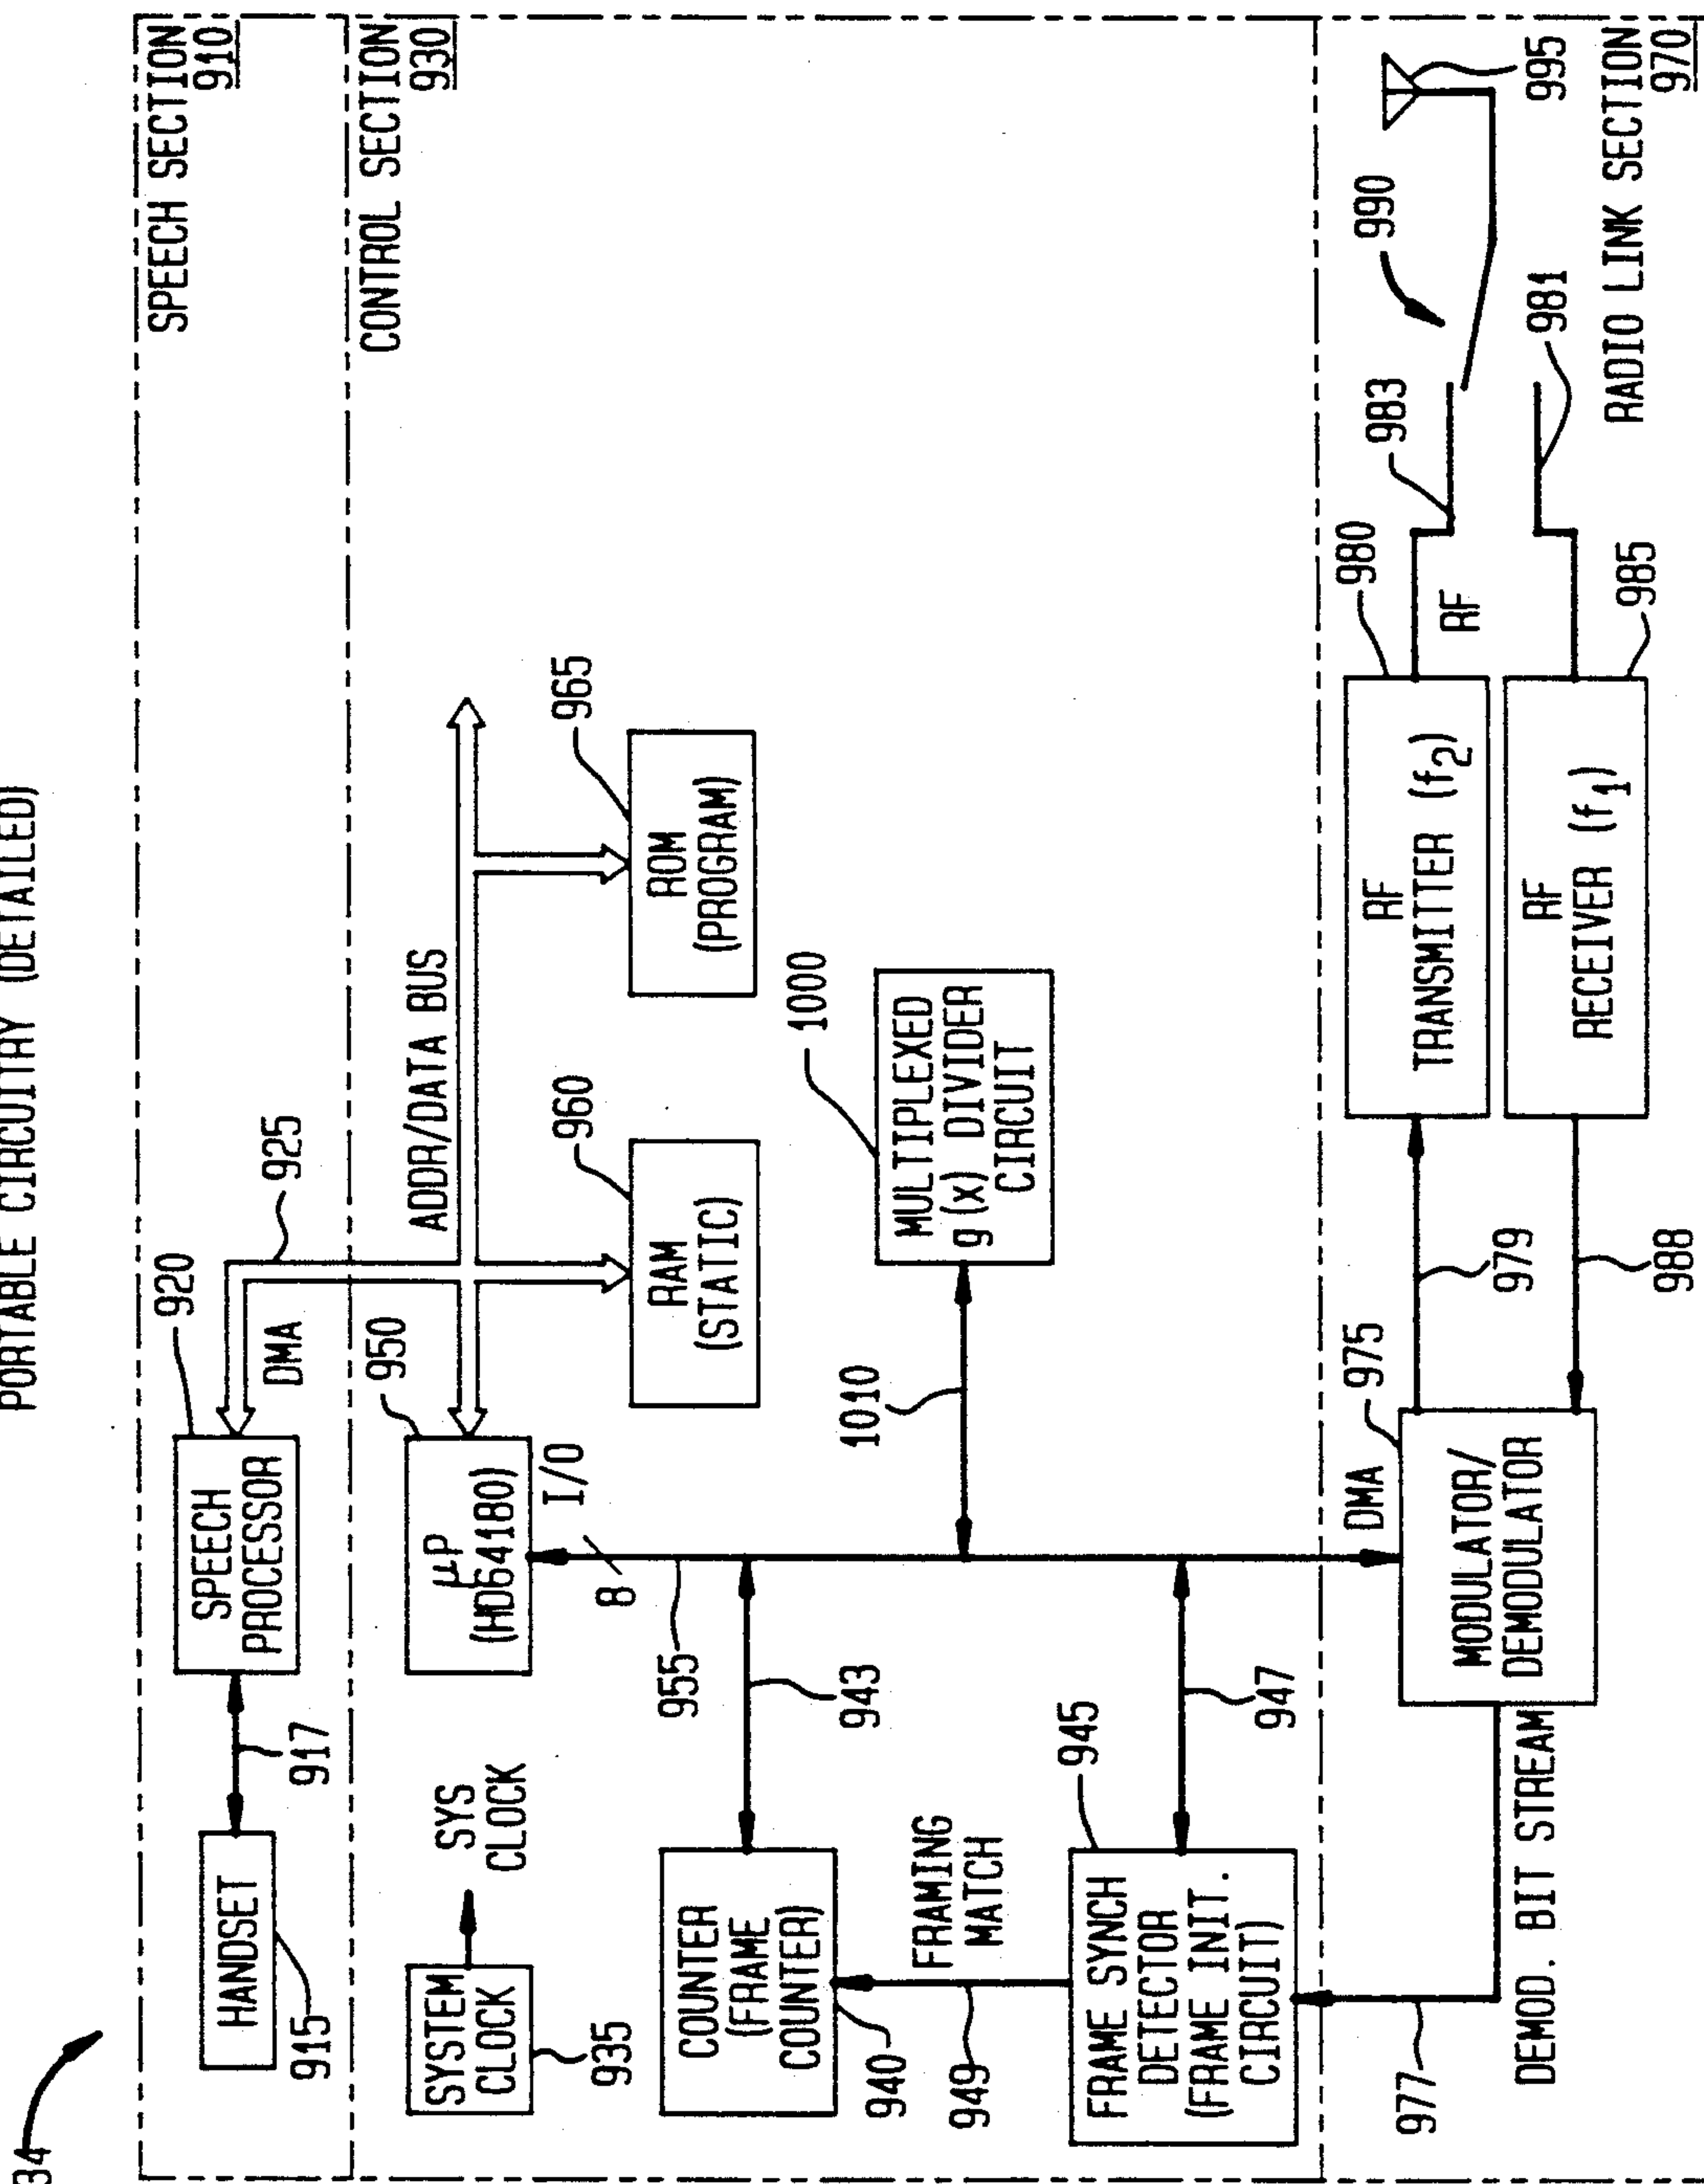 PORTABLE CIRCUITRY (DETAILED)
34
SPEECH SECTION
910
HANDSET
915
917
SPEECH
PROCESSOR
920
DMA
925
CONTROL SECTION
930
SYSTEM
CLOCK
935
SYS
CLOCK
µP
(HD64180)
950
I/O
8
955
ADDR/DATA BUS
RAM
(STATIC)
960
ROM
(PROGRAM)
965
COUNTER
(FRAME
COUNTER)
940
943
FRAMING
MATCH
949
FRAME SYNCH
DETECTOR
(FRAME INIT.
CIRCUIT)
945
947
1010
MULTIPLEXED
g(x) DIVIDER
CIRCUIT
1000
977
DEMOD. BIT STREAM
DMA
975
MODULATOR/
DEMODULATOR
979
988
RF
TRANSMITTER (f2)
980
RF
RECEIVER (f1)
985
RF
983
981
990
995
RADIO LINK SECTION
970